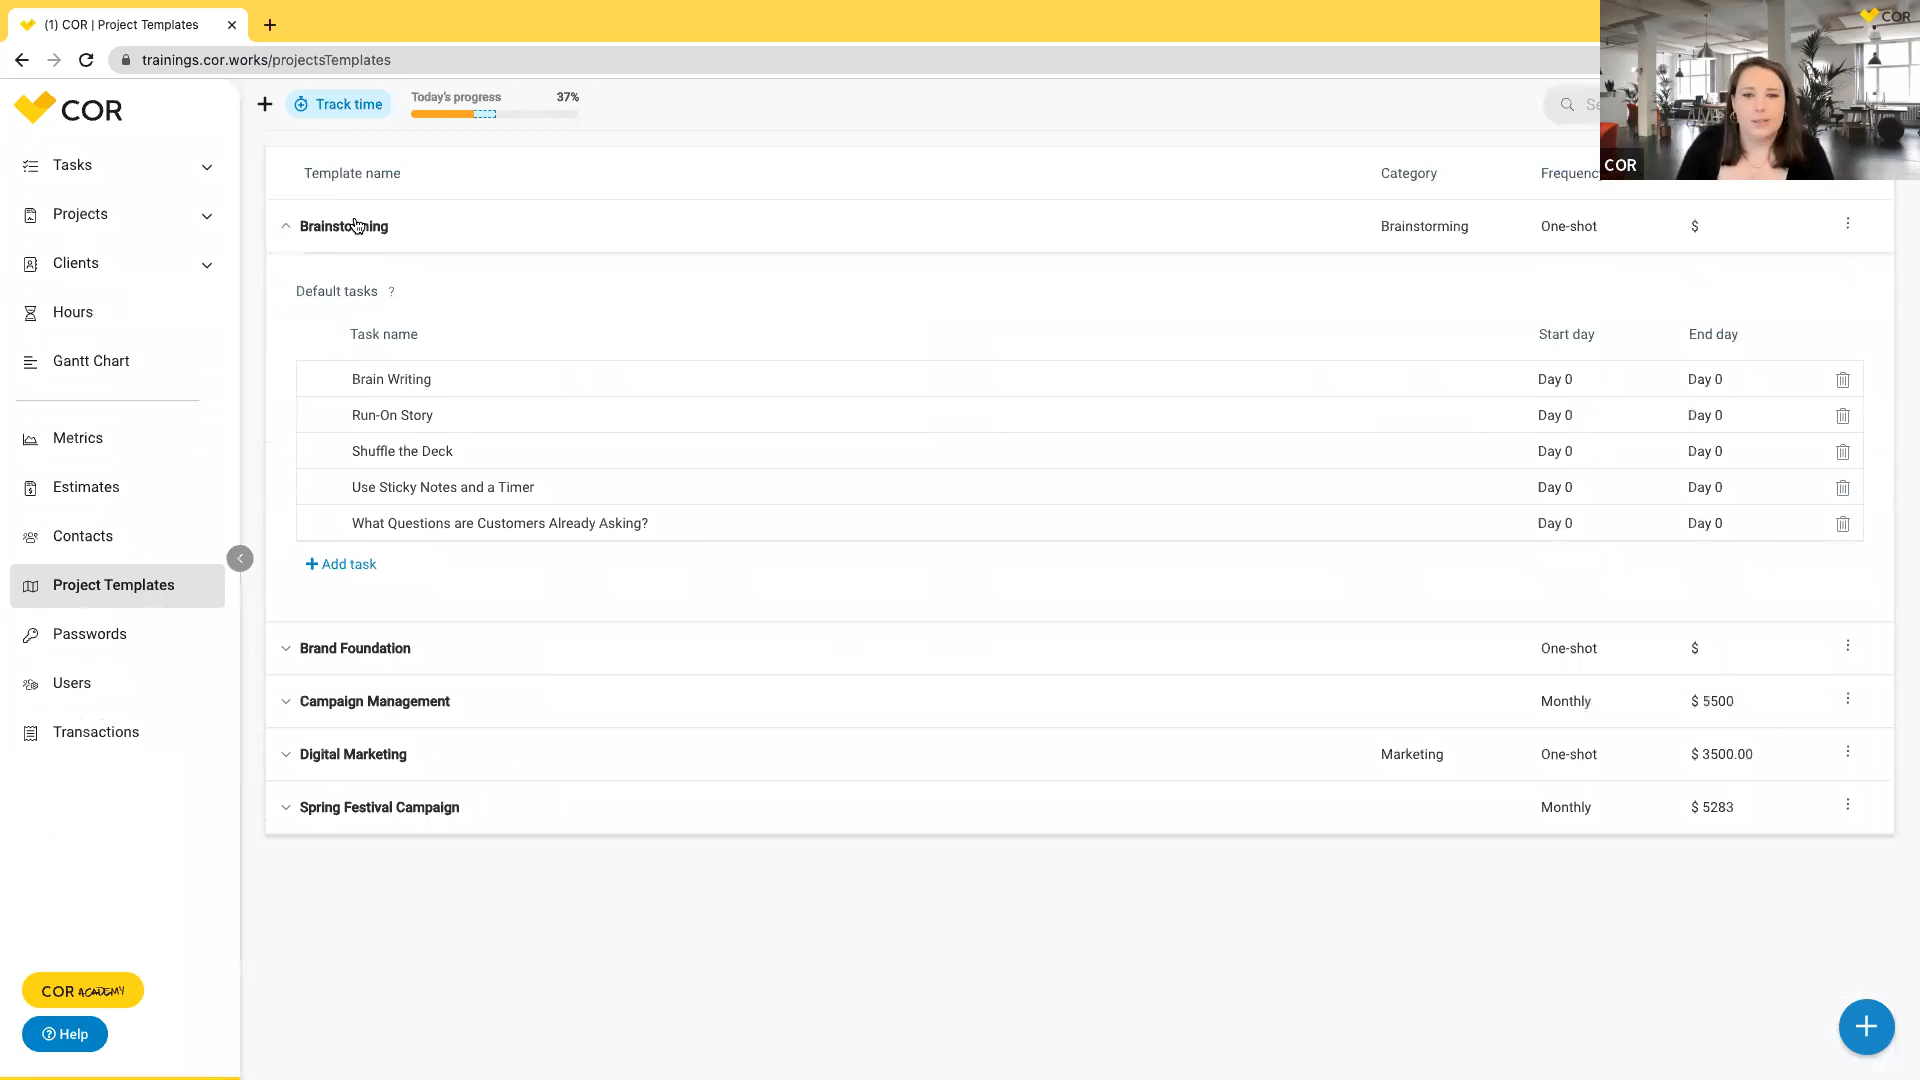 (1) COR | Project Templates
trainings.cor.works/projectsTemplates
COR
COR
COR
Track time
Today's progress 37%
Tasks
Projects
Clients
Hours
Gantt Chart
Metrics
Estimates
Contacts
Project Templates
Passwords
Users
Transactions
COR ACADEMY
Help
Template name Category
Brainstorming Brainstorming One-shot $
Default tasks ?
Task name Start day End day
Brain Writing Day 0 Day 0
Run-On Story Day 0 Day 0
Shuffle the Deck Day 0 Day 0
Use Sticky Notes and a Timer Day 0 Day 0
What Questions are Customers Already Asking? Day 0 Day 0
Add task
Brand Foundation One-shot $
Campaign Management Monthly $ 5500
Digital Marketing Marketing One-shot $ 3500.00
Spring Festival Campaign Monthly $ 5283